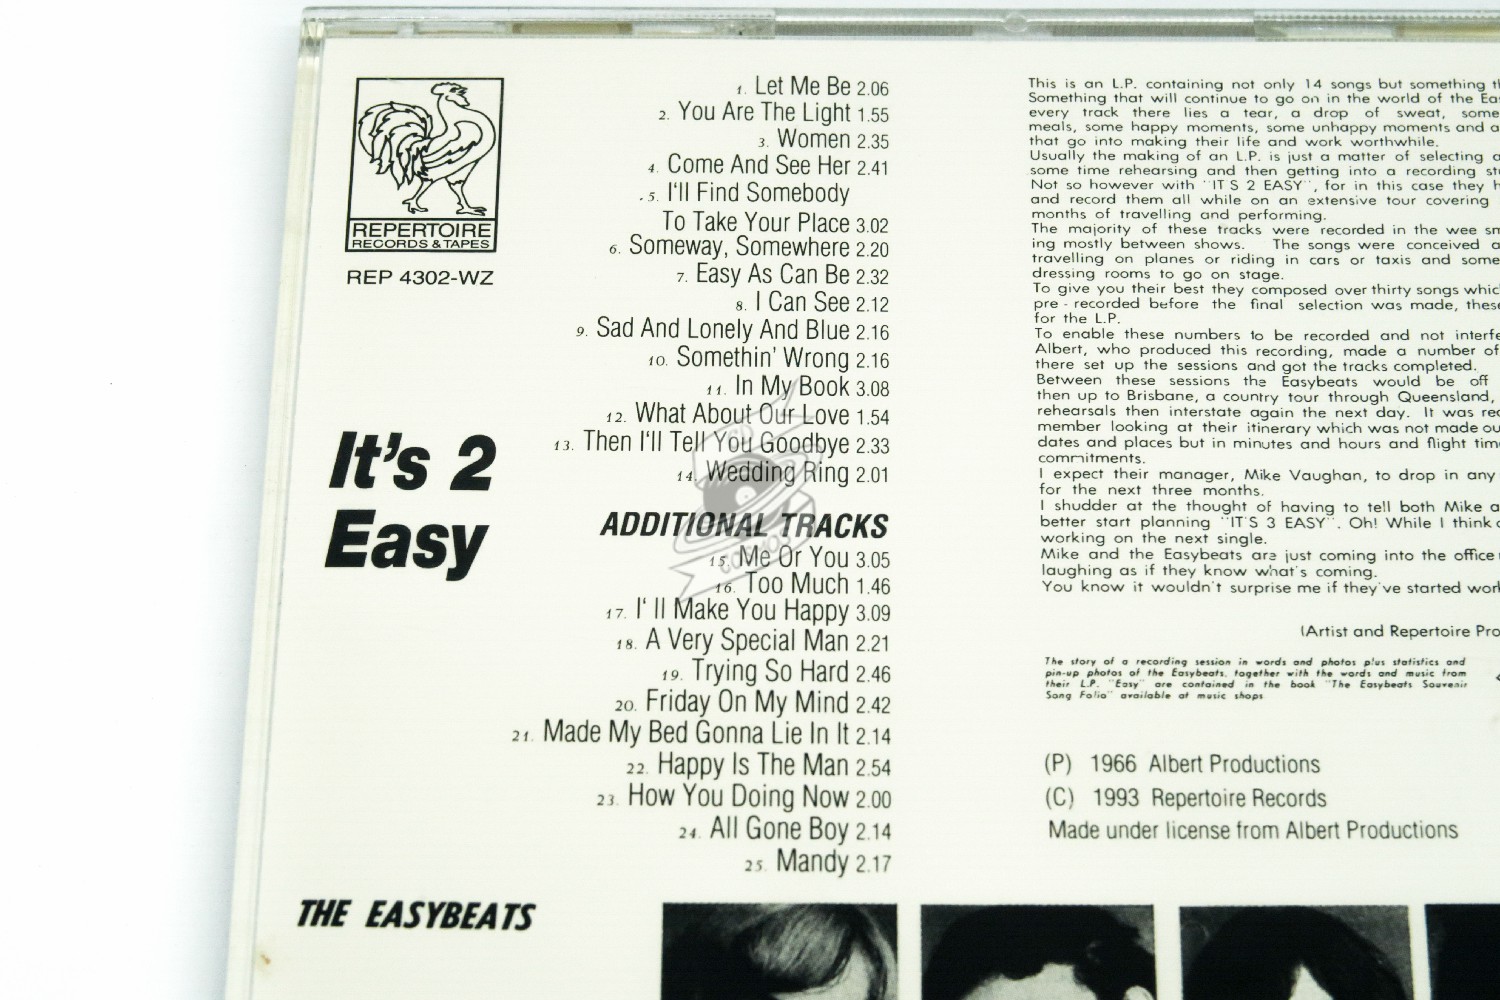 REPERTOIRE
RECORDS & TAPES
REP 4302-WZ
It's 2
Easy
THE EASYBEATS
1. Let Me Be 2.06
2. You Are The Light 1.55
3. Women 2.35
4. Come And See Her 2.41
5. I'll Find Somebody
To Take Your Place 3.02
6. Someway, Somewhere 2.20
7. Easy As Can Be 2.32
8. I Can See 2.12
9. Sad And Lonely And Blue 2.16
10. Somethin' Wrong 2.16
11. In My Book 3.08
12. What About Our Love 1.54
13. Then I'll Tell You Goodbye 2.33
14. Wedding Ring 2.01
ADDITIONAL TRACKS
15. Me Or You 3.05
16. Too Much 1.46
17. I' ll Make You Happy 3.09
18. A Very Special Man 2.21
19. Trying So Hard 2.46
20. Friday On My Mind 2.42
21. Made My Bed Gonna Lie In It 2.14
22. Happy Is The Man 2.54
23. How You Doing Now 2.00
24. All Gone Boy 2.14
25. Mandy 2.17
This is an L.P. containing not only 14 songs but something
Something that will continue to go on in the world of the
every track there lies a tear, a drop of sweat, some
meals, some happy moments, some unhappy moments and
that go into making their life and work worthwhile.
Usually the making of an L.P. is just a matter of selecting
some time rehearsing and then getting into a recording
Not so however with "IT S 2 EASY", for in this case they
and record them all while on an extensive tour covering
months of travelling and performing.
The majority of these tracks were recorded in the wee
ing mostly between shows. The songs were conceived
travelling on planes or riding in cars or taxis and some
dressing rooms to go on stage.
To give you their best they composed over thirty songs
pre - recorded before the final selection was made,
for the L.P.
To enable these numbers to be recorded and not
Albert, who produced this recording, made a number of
there set up the sessions and got the tracks completed.
Between these sessions the Easybeats would be off
then up to Brisbane, a country tour through Queensland,
rehearsals then interstate again the next day. It was
member looking at their itinerary which was not made
dates and places but in minutes and hours and flight
commitments.
I expect their manager, Mike Vaughan, to drop in any
for the next three months.
I shudder at the thought of having to tell both Mike
better start planning "IT'S 3 EASY". Oh! While I think
working on the next single.
Mike and the Easybeats are just coming into the office
laughing as if they know what's coming.
You know it wouldn't surprise me if they've started
(Artist and Repertoire
The story of a recording session in words and photos plus statistics and
pin-up photos of the Easybeats, together with the words and music from
their L.P. "Easy" are contained in the book "The Easybeats Souvenir
Song Folio" available at music shops
(P) 1966 Albert Productions
(C) 1993 Repertoire Records
Made under license from Albert Productions